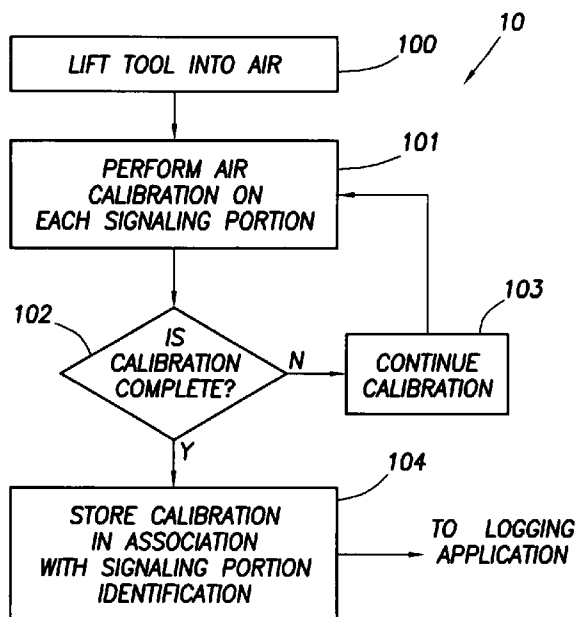 10
100
LIFT TOOL INTO AIR
101
PERFORM AIR
CALIBRATION ON
EACH SIGNALING PORTION
102
IS
CALIBRATION
COMPLETE?
N
103
CONTINUE
CALIBRATION
Y
104
STORE CALIBRATION
IN ASSOCIATION
WITH SIGNALING PORTION
IDENTIFICATION
TO LOGGING
APPLICATION